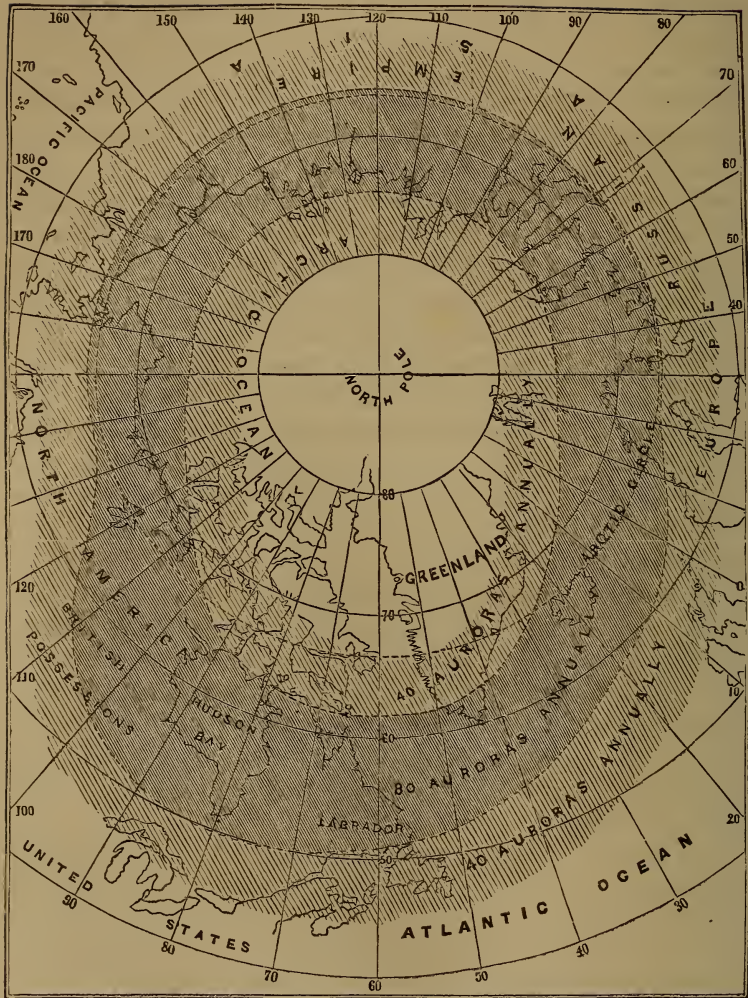 160
150
140
130
120
110
100
90
80
170
180
170
70
60
50
40
0
10
20
30
40
50
60
70
80
90
100
110
120
ASIA
EMPIRE
RUSSIAN
EUROPE
PACIFIC OCEAN
ARCTIC OCEAN
NORTH POLE
80
GREENLAND
70
ARCTIC CIRCLE
40 AURORAS ANNUALLY
60
80 AURORAS ANNUALLY
50
40 AURORAS ANNUALLY
NORTH AMERICA
BRITISH
POSSESSIONS
HUDSON
BAY
LABRADOR
UNITED
STATES
ATLANTIC OCEAN